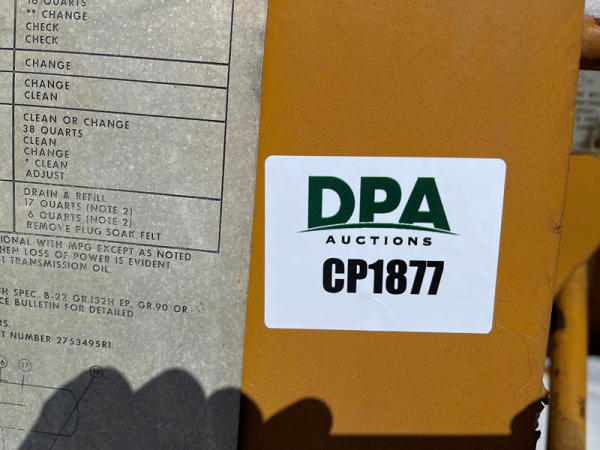 16 QUARTS
** CHANGE
CHECK
CHECK
CHANGE
CHANGE
CLEAN
CLEAN OR CHANGE
38 QUARTS
CLEAN
CHANGE
* CLEAN
ADJUST
DRAIN & REFILL
17 QUARTS (NOTE 2)
6 QUARTS (NOTE 2)
REMOVE PLUG SOAK FELT
IONAL WITH MPG EXCEPT AS NOTED
HEN LOSS OF POWER IS EVIDENT
TRANSMISSION OIL.
H SPEC. B-22 GR.132H EP, GR.90 OR
CE BULLETIN FOR DETAILED
RS.
T NUMBER 2753495R1.
17
18
DPA
AUCTIONS
CP1877